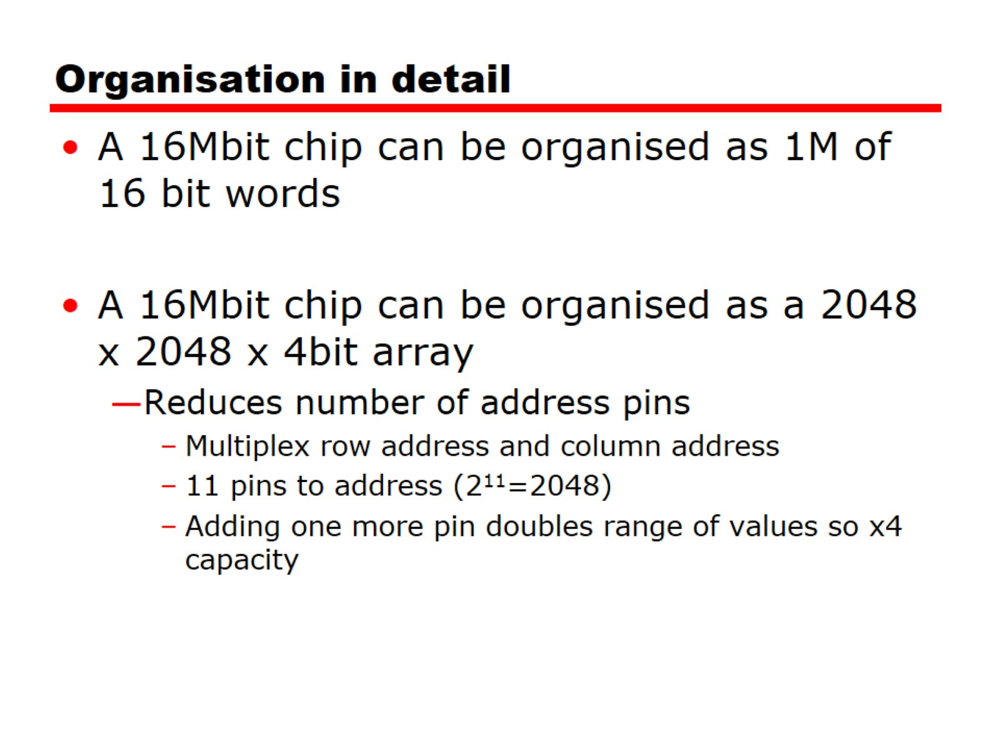 Organisation in detail
• A 16Mbit chip can be organised as 1M of
16 bit words
• A 16Mbit chip can be organised as a 2048
x 2048 x 4bit array
—Reduces number of address pins
– Multiplex row address and column address
– 11 pins to address (2¹¹=2048)
– Adding one more pin doubles range of values so x4
capacity